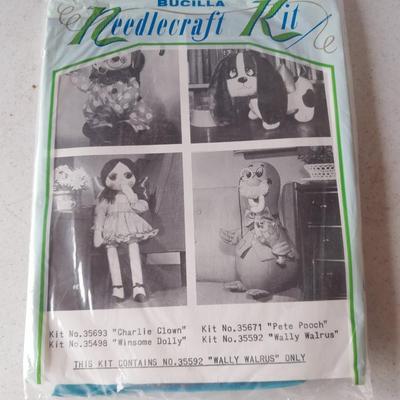 BUCILLA
Needlecraft Kit
Kit No.35693 "Charlie Clown" Kit No.35671 "Pete Pooch"
Kit No.35498 "Winsome Dolly" Kit No.35592 "Wally Walrus"
THIS KIT CONTAINS NO.35592 "WALLY WALRUS" ONLY